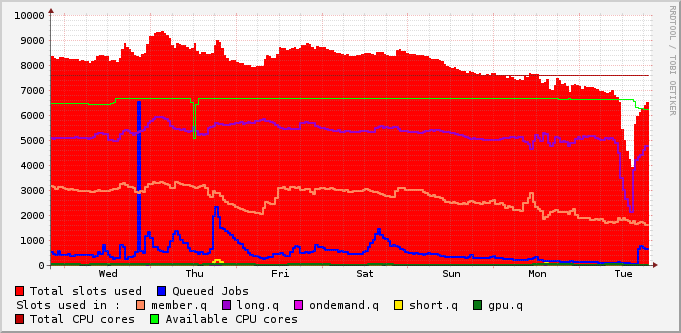 10000
9000
8000
7000
6000
5000
4000
3000
2000
1000
0
Wed Thu Fri Sat Sun Mon Tue
Total slots used Queued Jobs
Slots used in : member.q long.q ondemand.q short.q gpu.q
Total CPU cores Available CPU cores
RRDTOOL / TOBI OETIKER